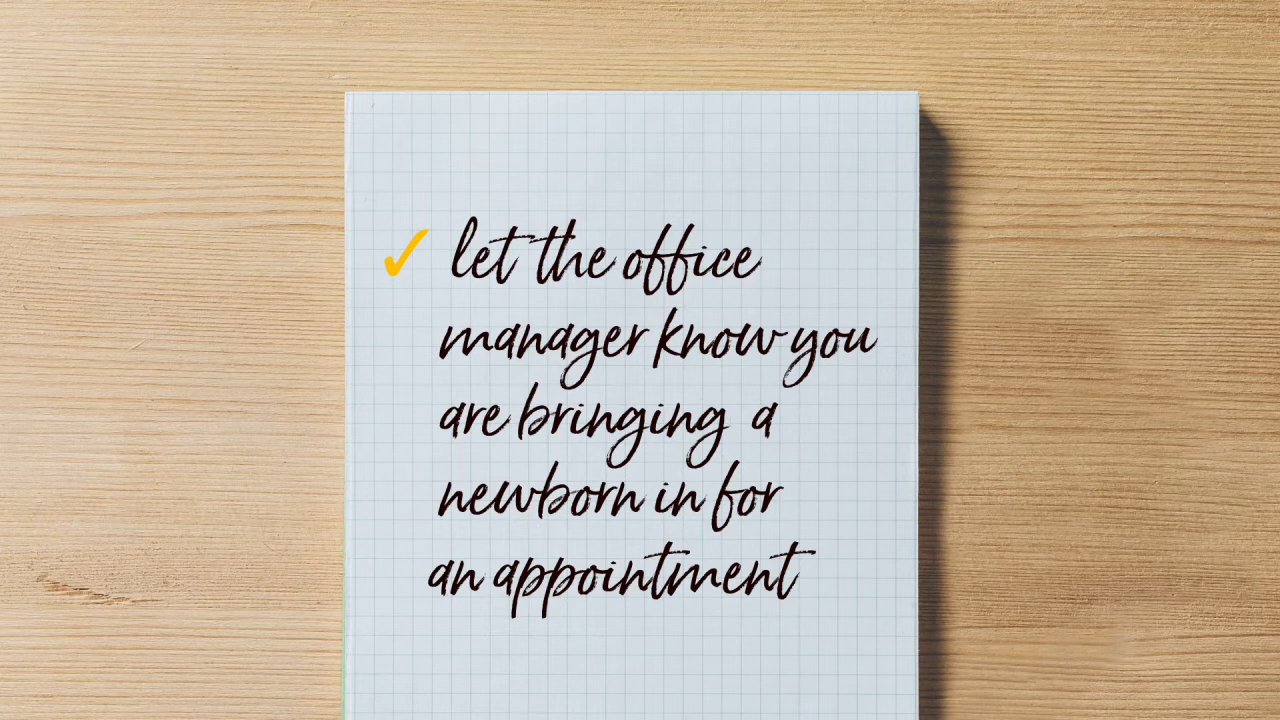 ✓ let the office
manager know you
are bringing a
newborn in for
an appointment